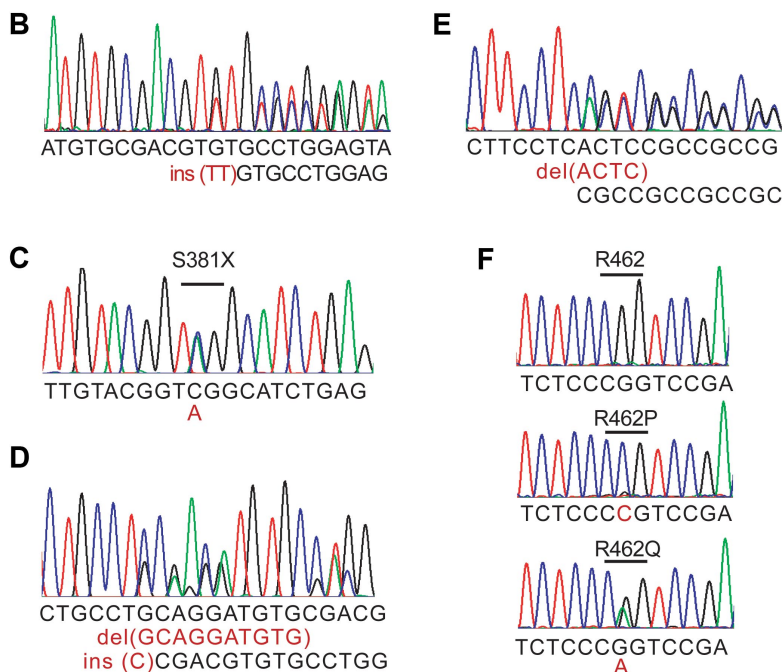 B
ATGTGCGACGTGTGCCTGGAGTA
ins (TT)GTGCCTGGAG
C
S381X
TTGTACGGTCGGCATCTGAG
A
D
CTGCCTGCAGGATGTGCGACG
del(GCAGGATGTG)
ins (C)CGACGTGTGCCTGG
E
CTTCCTCACTCCGCCGCCG
del(ACTC)
CGCCGCCGCCGC
F
R462
TCTCCCGGTCCGA
R462P
TCTCCCCGTCCGA
R462Q
TCTCCCGGTCCGA
A